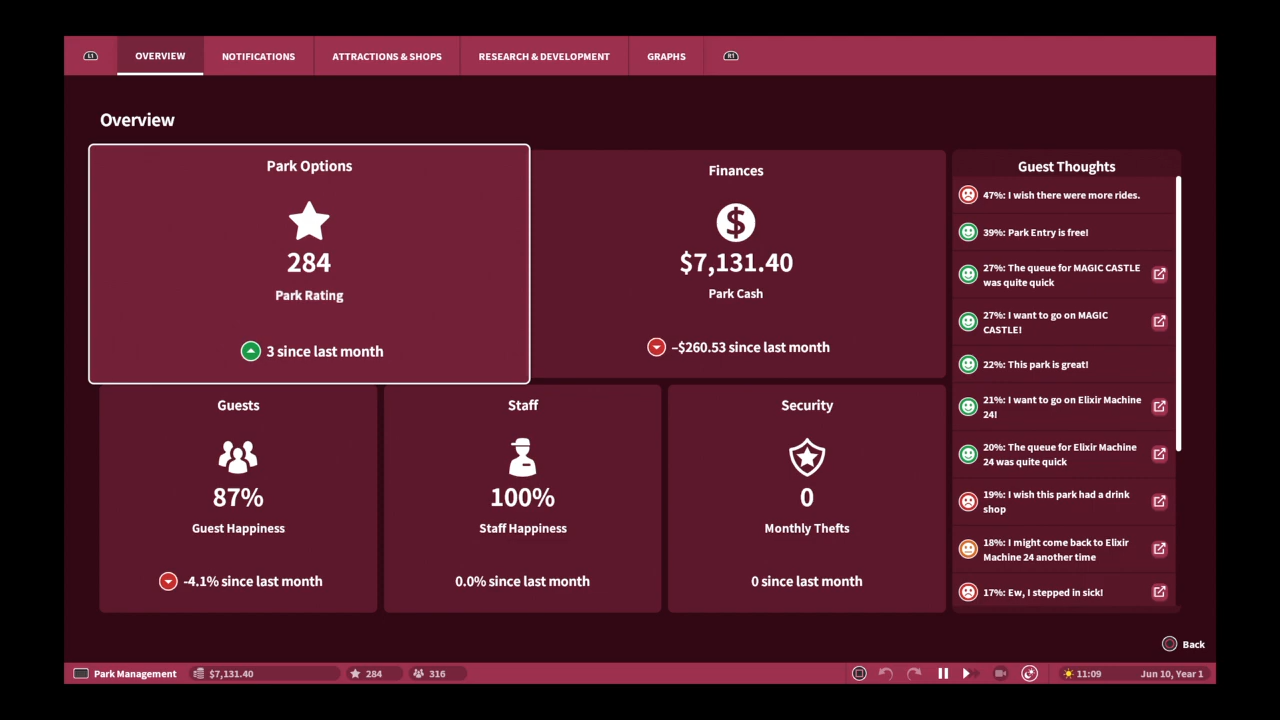 L1
OVERVIEW
NOTIFICATIONS
ATTRACTIONS & SHOPS
RESEARCH & DEVELOPMENT
GRAPHS
R1
Overview
Park Options
284
Park Rating
3 since last month
Finances
$
$7,131.40
Park Cash
-$260.53 since last month
Guests
87%
Guest Happiness
-4.1% since last month
Staff
100%
Staff Happiness
0.0% since last month
Security
0
Monthly Thefts
0 since last month
Guest Thoughts
47%: I wish there were more rides.
39%: Park Entry is free!
27%: The queue for MAGIC CASTLE
was quite quick
27%: I want to go on MAGIC
CASTLE!
22%: This park is great!
21%: I want to go on Elixir Machine
24!
20%: The queue for Elixir Machine
24 was quite quick
19%: I wish this park had a drink
shop
18%: I might come back to Elixir
Machine 24 another time
17%: Ew, I stepped in sick!
Back
Park Management
$7,131.40
284
316
11:09
Jun 10, Year 1